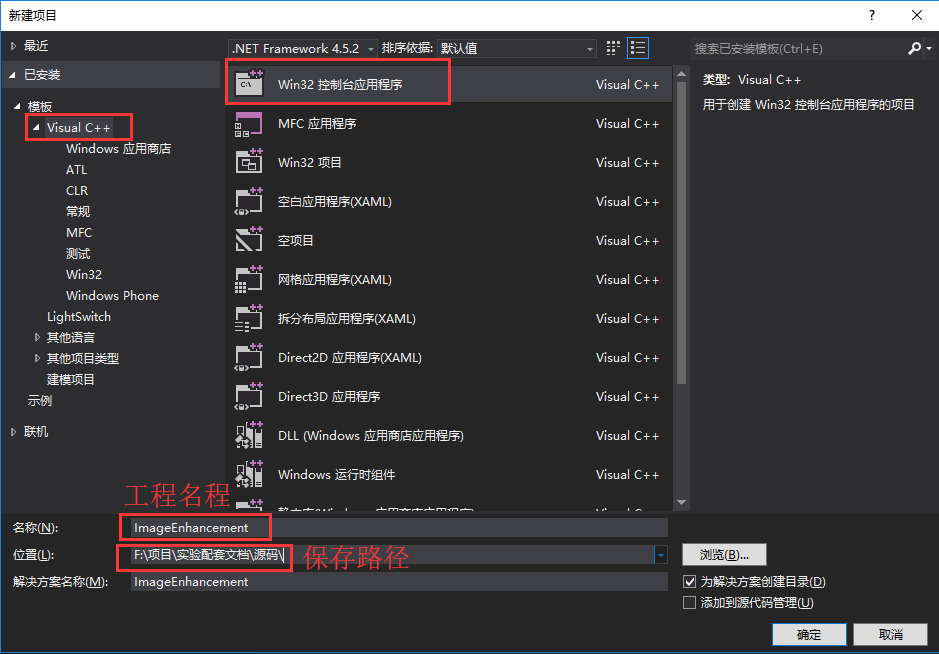 新建项目
最近
.NET Framework 4.5.2 排序依据: 默认值
搜索已安装模板(Ctrl+E)
已安装
模板
Visual C++
Windows 应用商店
ATL
CLR
常规
MFC
测试
Win32
Windows Phone
LightSwitch
其他语言
其他项目类型
建模项目
示例
联机
Win32 控制台应用程序 Visual C++
MFC 应用程序 Visual C++
Win32 项目 Visual C++
空白应用程序(XAML) Visual C++
空项目 Visual C++
网格应用程序(XAML) Visual C++
拆分布局应用程序(XAML) Visual C++
Direct2D 应用程序(XAML) Visual C++
Direct3D 应用程序 Visual C++
DLL (Windows 应用商店应用程序) Visual C++
Windows 运行时组件 Visual C++
类型: Visual C++
用于创建 Win32 控制台应用程序的项目
工程名程
名称(N): ImageEnhancement
位置(L): F:\项目\实验配套文档\源码\
保存路径
浏览(B)...
解决方案名称(M): ImageEnhancement
为解决方案创建目录(D)
添加到源代码管理(U)
确定 取消